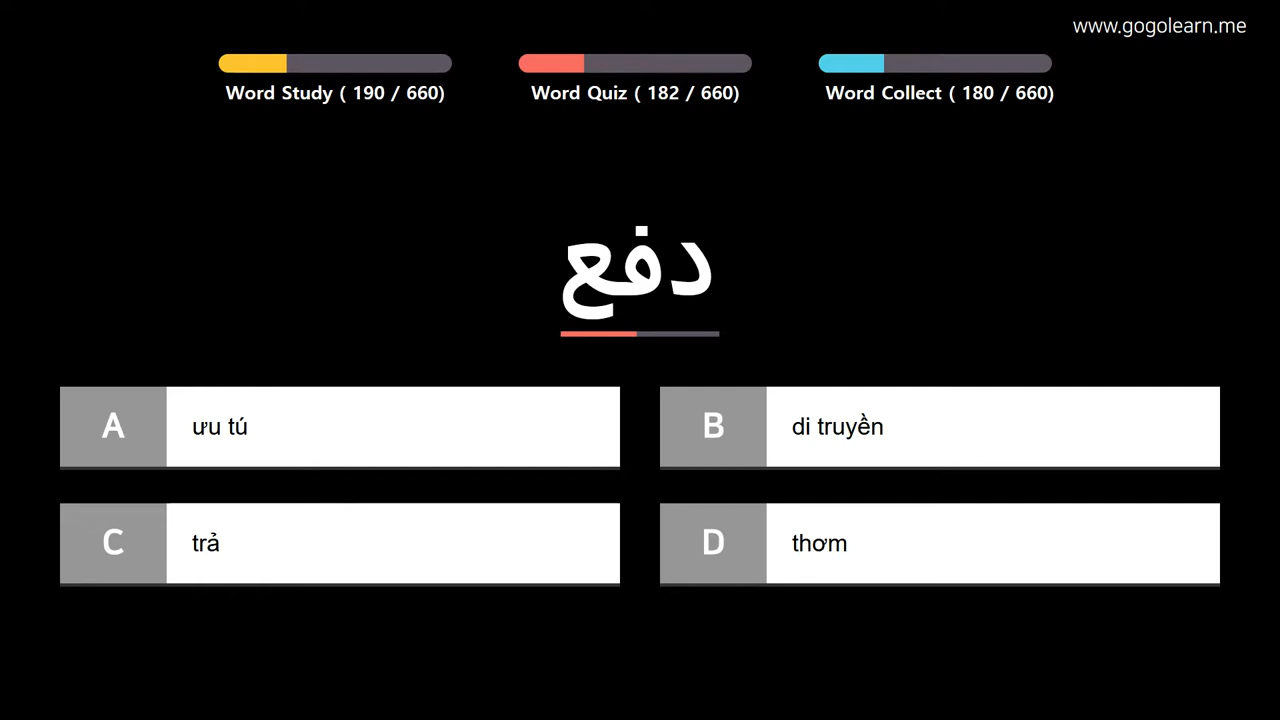 www.gogolearn.me
Word Study ( 190 / 660)
Word Quiz ( 182 / 660)
Word Collect ( 180 / 660)
دفع
A ưu tú
B di truyền
C trả
D thơm